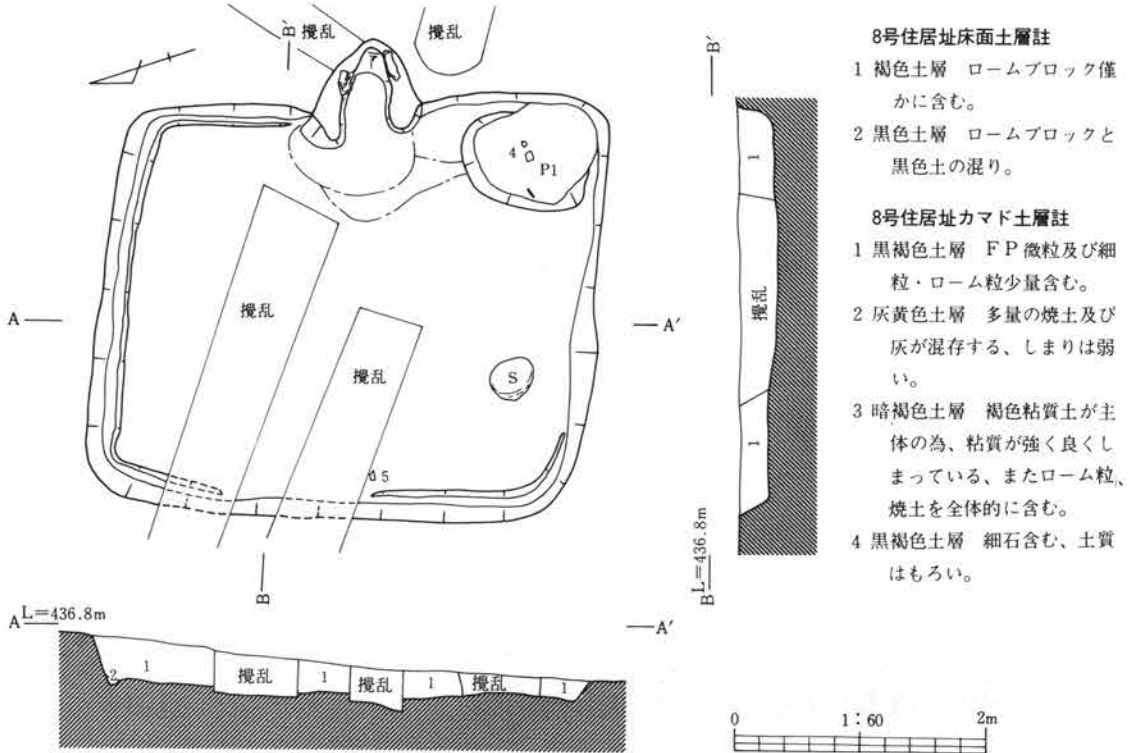 B′
攪乱
攪乱
4
P1
攪乱
A
A′
攪乱
S
5
B
A L=436.8m
A′
2
1
攪乱
1
攪乱
1
攪乱
1
B′
1
攪乱
1
B L=436.8m
8号住居址床面土層註
1 褐色土層 ロームブロック僅
かに含む。
2 黒色土層 ロームブロックと
黒色土の混り。
8号住居址カマド土層註
1 黒褐色土層 FP微粒及び細
粒・ローム粒少量含む。
2 灰黄色土層 多量の焼土及び
灰が混存する、しまりは弱
い。
3 暗褐色土層 褐色粘質土が主
体の為、粘質が強く良くし
まっている、またローム粒、
焼土を全体的に含む。
4 黒褐色土層 細石含む、土質
はもろい。
0 1:60 2m